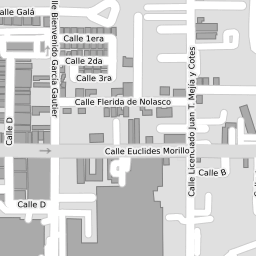 Calle Galá
Calle Bienvenido García Gautier
Calle 1era
Calle 2da
Calle 3ra
Calle Flerida de Nolasco
Calle Licenciado Juan T. Mejía y Cotes
Calle D
Calle Euclides Morillo
Calle B
Calle D